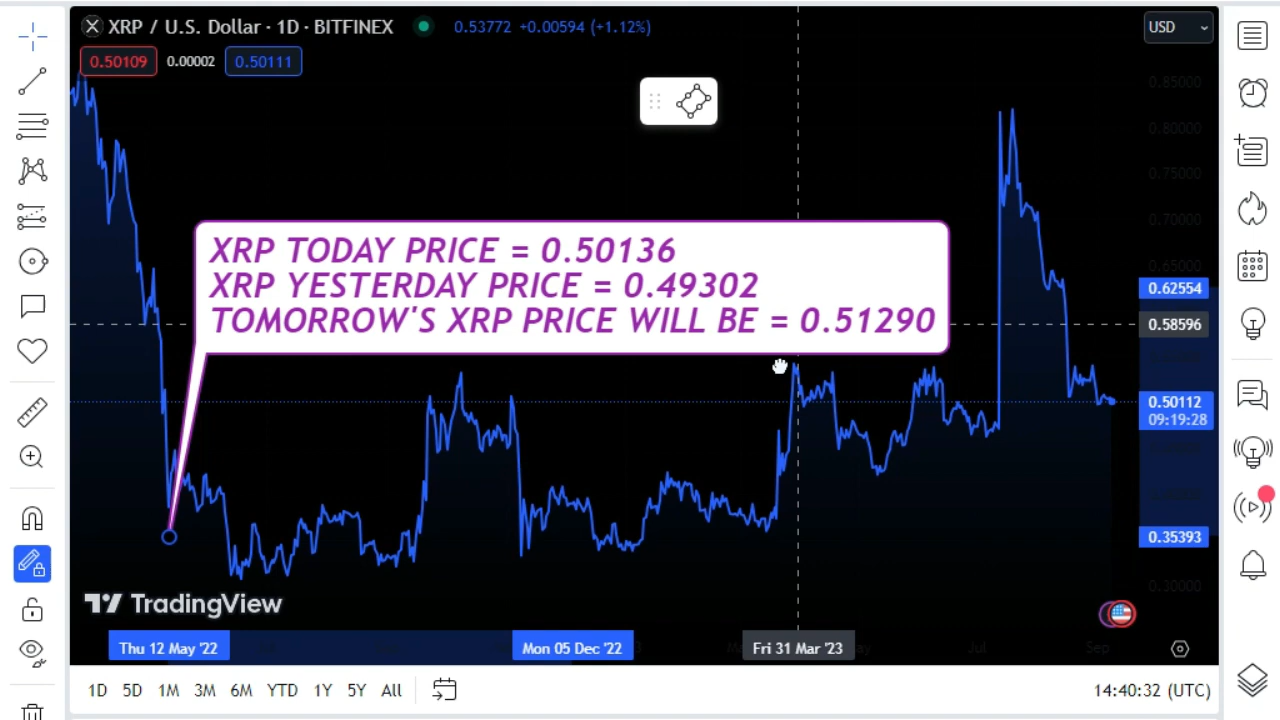 XRP / U.S. Dollar · 1D · BITFINEX 0.53772 +0.00594 (+1.12%)
USD
0.50109 0.00002 0.50111
0.85000
0.80000
0.75000
0.70000
0.65000
XRP TODAY PRICE = 0.50136
XRP YESTERDAY PRICE = 0.49302
TOMORROW'S XRP PRICE WILL BE = 0.51290
0.62554
0.58596
0.50112
09:19:28
0.35393
0.30000
TradingView
Thu 12 May '22 Mon 05 Dec '22 Fri 31 Mar '23 Jul Sep
1D 5D 1M 3M 6M YTD 1Y 5Y All 14:40:32 (UTC)